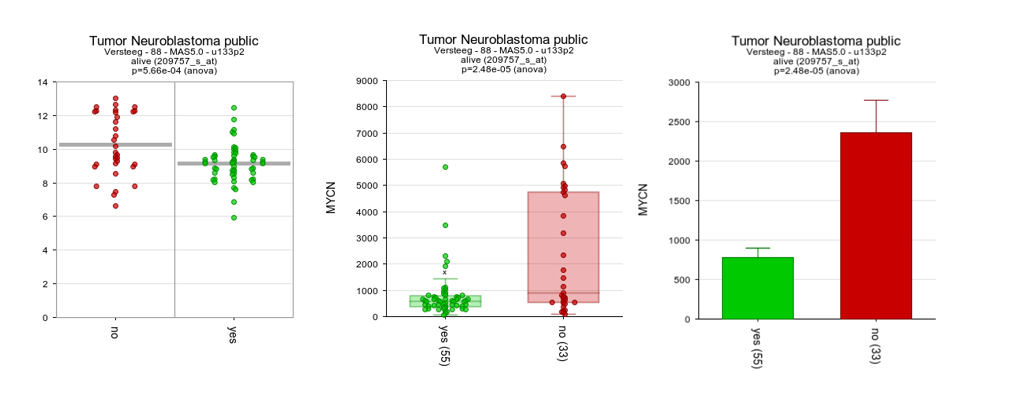 Tumor Neuroblastoma public
Versteeg - 88 - MAS5.0 - u133p2
alive (209757_s_at)
p=5.66e-04 (anova)
14
12
10
8
6
4
2
0
no
yes
Tumor Neuroblastoma public
Versteeg - 88 - MAS5.0 - u133p2
alive (209757_s_at)
p=2.48e-05 (anova)
MYCN
9000
8000
7000
6000
5000
4000
3000
2000
1000
0
x
yes (55)
no (33)
Tumor Neuroblastoma public
Versteeg - 88 - MAS5.0 - u133p2
alive (209757_s_at)
p=2.48e-05 (anova)
MYCN
3000
2500
2000
1500
1000
500
0
yes (55)
no (33)